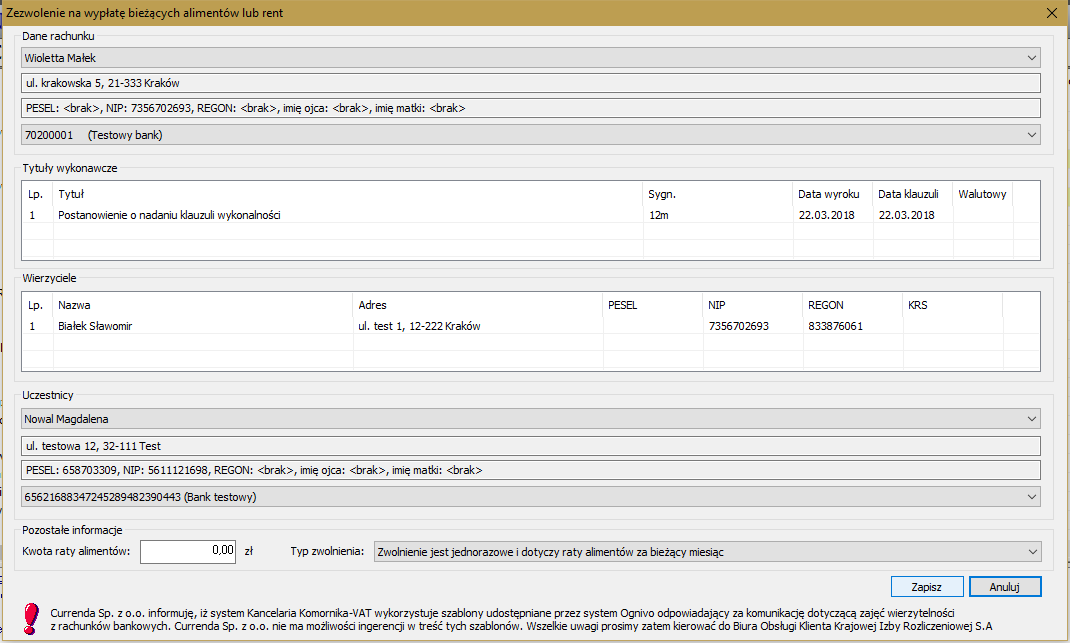 Zezwolenie na wypłatę bieżących alimentów lub rent
Dane rachunku
Wioletta Małek
ul. krakowska 5, 21-333 Kraków
PESEL: <brak>, NIP: 7356702693, REGON: <brak>, imię ojca: <brak>, imię matki: <brak>
70200001 (Testowy bank)
Tytuły wykonawcze
Lp. Tytuł Sygn. Data wyroku Data klauzuli Walutowy
1 Postanowienie o nadaniu klauzuli wykonalności 12m 22.03.2018 22.03.2018
Wierzyciele
Lp. Nazwa Adres PESEL NIP REGON KRS
1 Białek Sławomir ul. test 1, 12-222 Kraków 7356702693 833876061
Uczestnicy
Nowal Magdalena
ul. testowa 12, 32-111 Test
PESEL: 658703309, NIP: 5611121698, REGON: <brak>, imię ojca: <brak>, imię matki: <brak>
65621688347245289482390443 (Bank testowy)
Pozostałe informacje
Kwota raty alimentów: 0,00 zł Typ zwolnienia: Zwolnienie jest jednorazowe i dotyczy raty alimentów za bieżący miesiąc
Zapisz Anuluj
Currenda Sp. z o.o. informuję, iż system Kancelaria Komornika-VAT wykorzystuje szablony udostępniane przez system Ognivo odpowiadający za komunikację dotyczącą zajęć wierzytelności
z rachunków bankowych. Currenda Sp. z o.o. nie ma możliwości ingerencji w treść tych szablonów. Wszelkie uwagi prosimy zatem kierować do Biura Obsługi Klienta Krajowej Izby Rozliczeniowej S.A